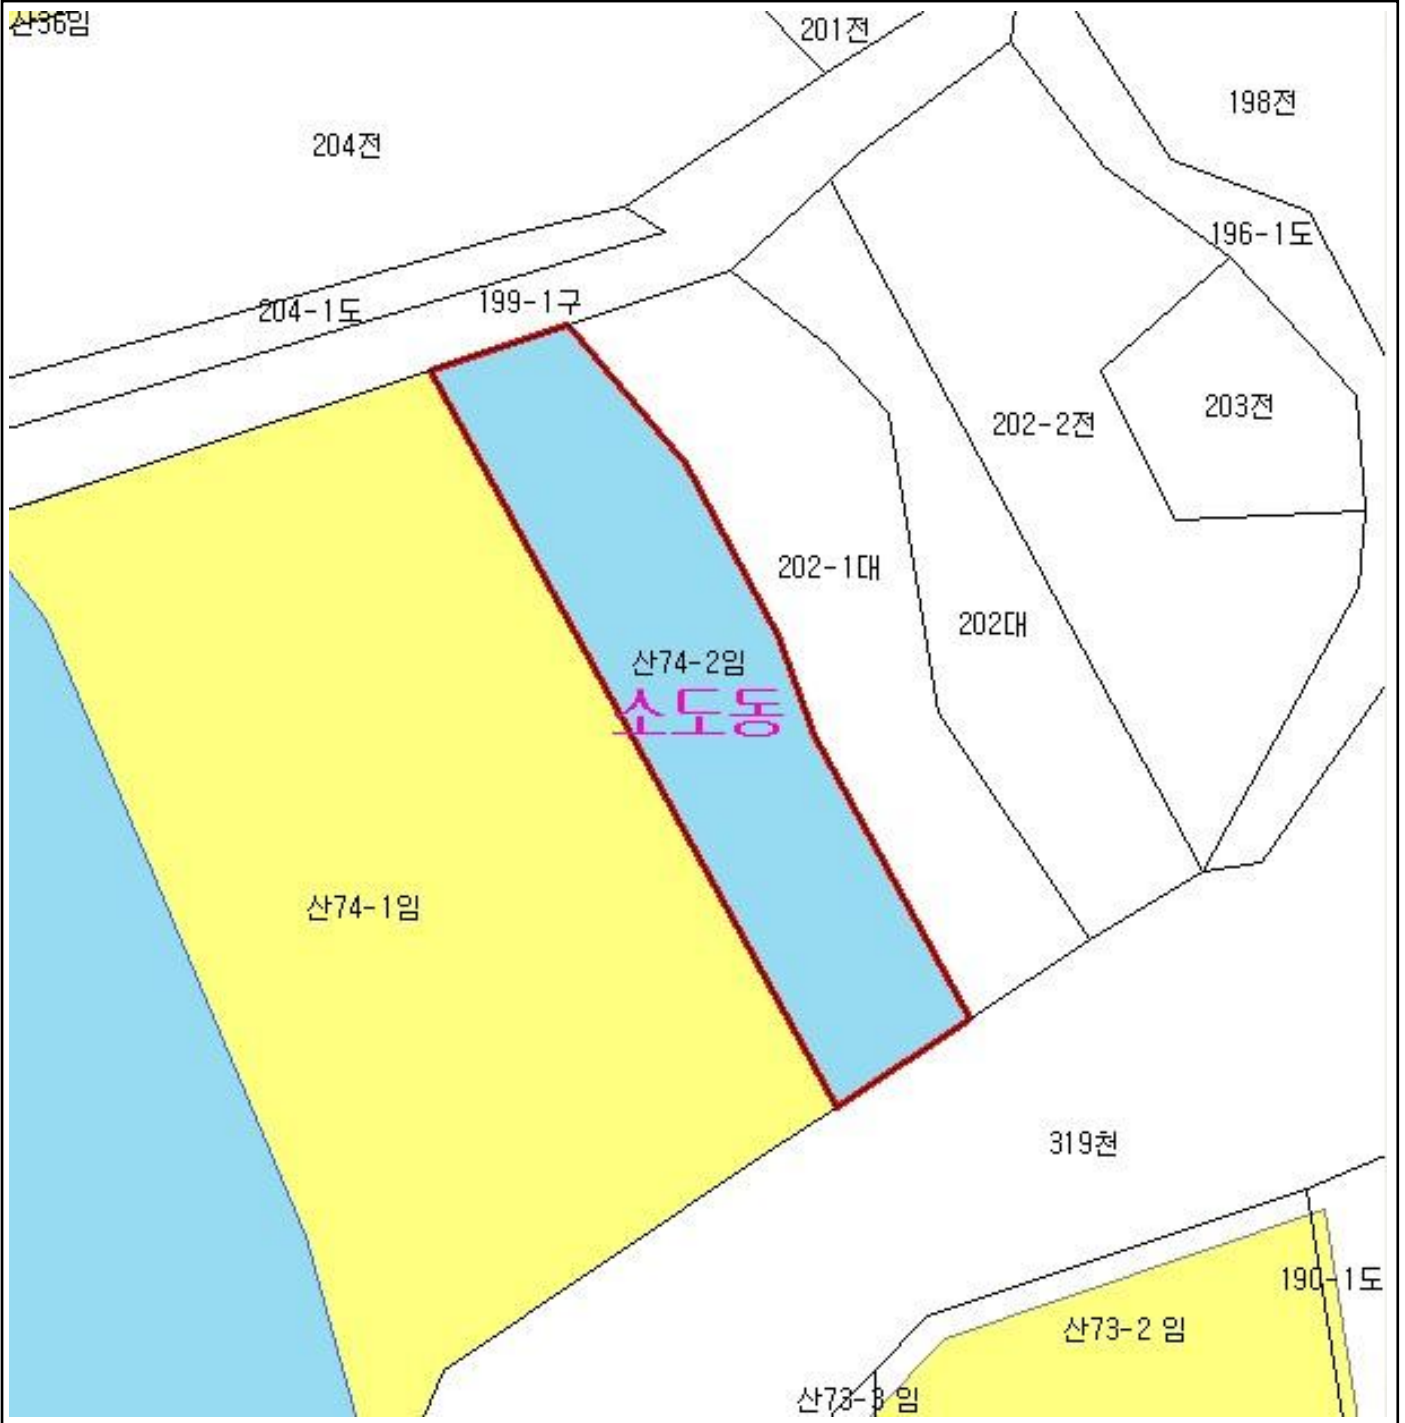 산36임
201전
198전
204전
196-1도
199-1구
204-1도
203전
202-2전
202-1대
202대
산74-2임
소도동
산74-1임
319천
190-1도
산73-2 임
산73-3 임